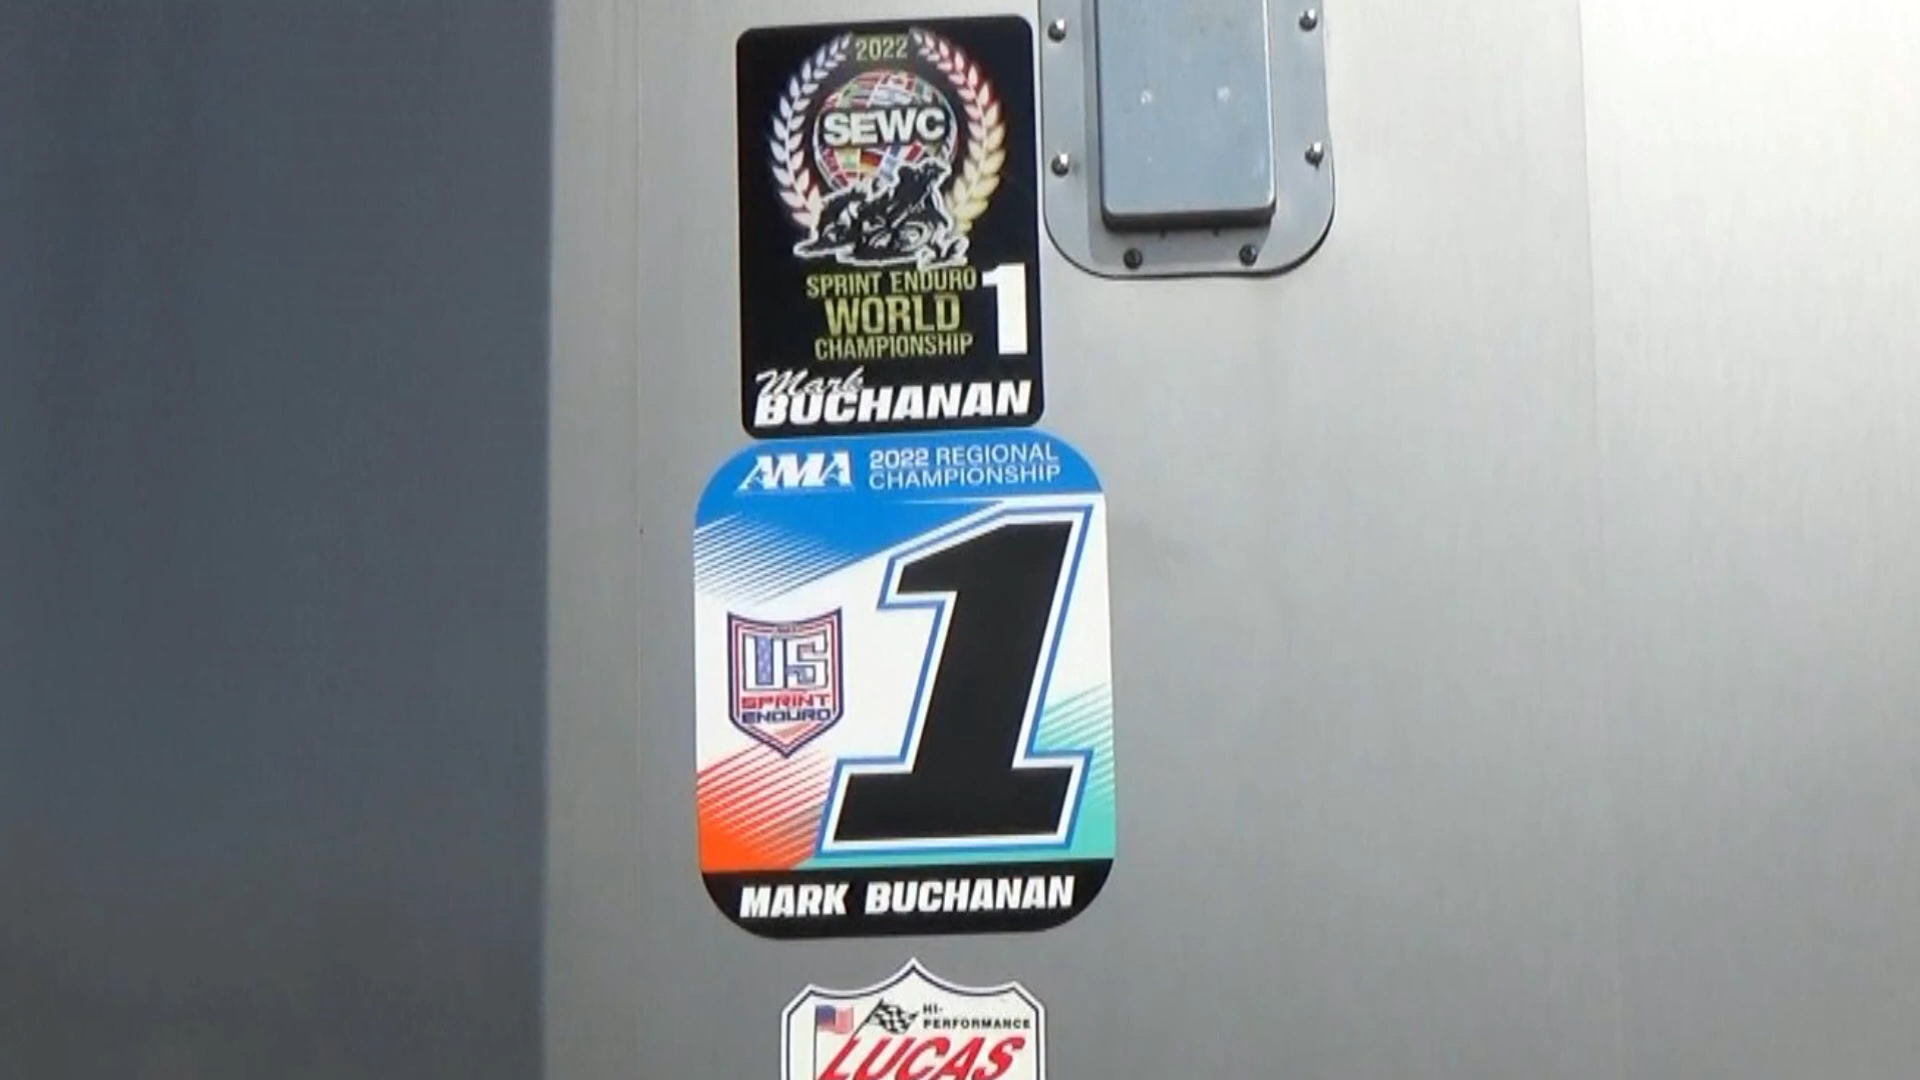 2022
SEWC
SPRINT ENDURO
WORLD
CHAMPIONSHIP
1
Mark
BUCHANAN
AMA 2022 REGIONAL
CHAMPIONSHIP
1
US
SPRINT
ENDURO
MARK BUCHANAN
HI-
PERFORMANCE
LUCAS